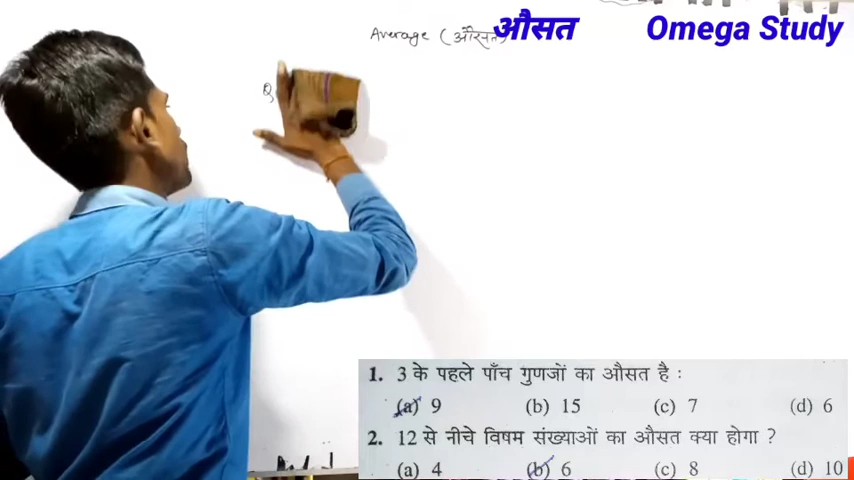 Average (औसत)
औसत
Omega Study
Q
1. 3 के पहले पाँच गुणजों का औसत है :
(a) 9 (b) 15 (c) 7 (d) 6
2. 12 से नीचे विषम संख्याओं का औसत क्या होगा ?
(a) 4 (b) 6 (c) 8 (d) 10